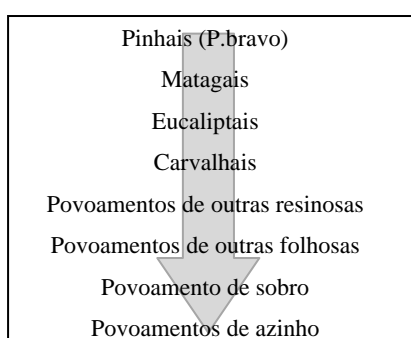 Pinhais (P.bravo)
Matagais
Eucaliptais
Carvalhais
Povoamentos de outras resinosas
Povoamentos de outras folhosas
Povoamento de sobro
Povoamentos de azinho